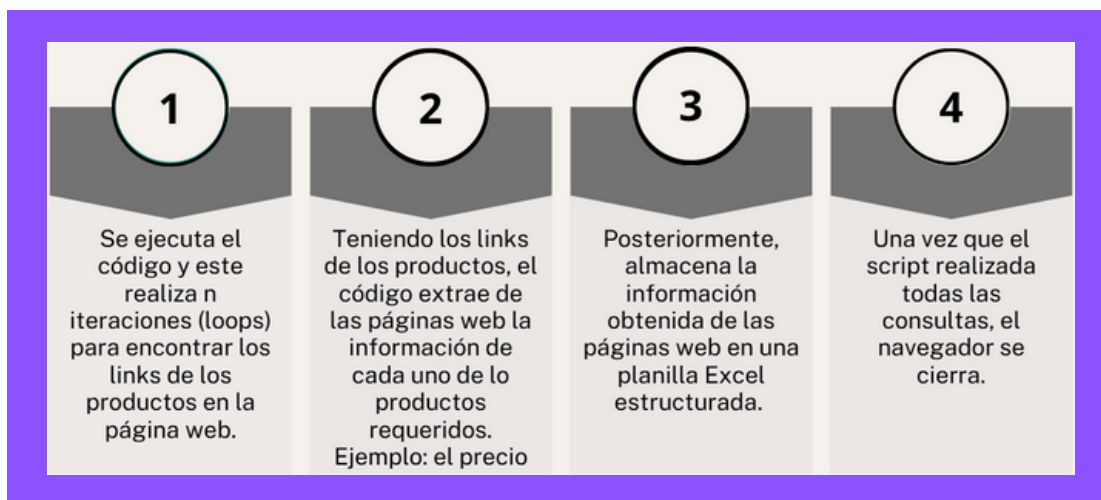 1
Se ejecuta el
código y este
realiza n
iteraciones (loops)
para encontrar los
links de los
productos en la
página web.
2
Teniendo los links
de los productos, el
código extrae de
las páginas web la
información de
cada uno de lo
productos
requeridos.
Ejemplo: el precio
3
Posteriormente,
almacena la
información
obtenida de las
páginas web en una
planilla Excel
estructurada.
4
Una vez que el
script realizada
todas las
consultas, el
navegador se
cierra.